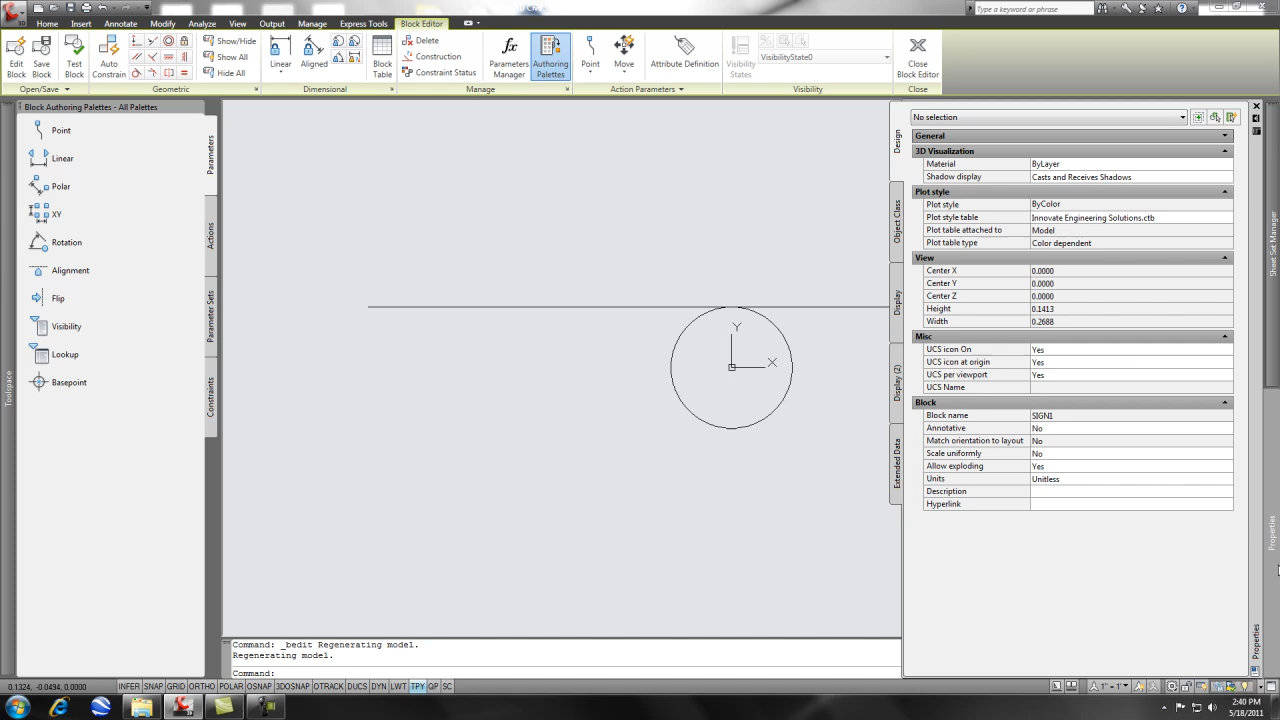 3D
Type a keyword or phrase
Home Insert Annotate Modify Analyze View Output Manage Express Tools Block Editor
Edit Block
Save Block
Test Block
Auto Constrain
Show/Hide
Show All
Hide All
Linear
Aligned
Block Table
Delete
Construction
Constraint Status
Parameters Manager
Authoring Palettes
Point
Move
Attribute Definition
Visibility States
VisibilityState0
Close Block Editor
Open/Save Geometric Dimensional Manage Action Parameters Visibility Close
Block Authoring Palettes - All Palettes
Point
Linear
Polar
XY
Rotation
Alignment
Flip
Visibility
Lookup
Basepoint
Parameters
Actions
Parameter Sets
Constraints
Toolspace
Y
X
Design
Object Class
Display
Display (2)
Extended Data
No selection
General
3D Visualization
Material ByLayer
Shadow display Casts and Receives Shadows
Plot style
Plot style ByColor
Plot style table Innovate Engineering Solutions.ctb
Plot table attached to Model
Plot table type Color dependent
View
Center X 0.0000
Center Y 0.0000
Center Z 0.0000
Height 0.1413
Width 0.2688
Misc
UCS icon On Yes
UCS icon at origin Yes
UCS per viewport Yes
UCS Name
Block
Block name SIGN1
Annotative No
Match orientation to layout No
Scale uniformly No
Allow exploding Yes
Units Unitless
Description
Hyperlink
Sheet Set Manager
Properties
Properties
Command: _bedit Regenerating model.
Regenerating model.
Command:
0.1324, -0.0494, 0.0000 INFER SNAP GRID ORTHO POLAR OSNAP 3DOSNAP OTRACK DUCS DYN LWT TPY QP SC
1" = 1'
2:40 PM
5/18/2011